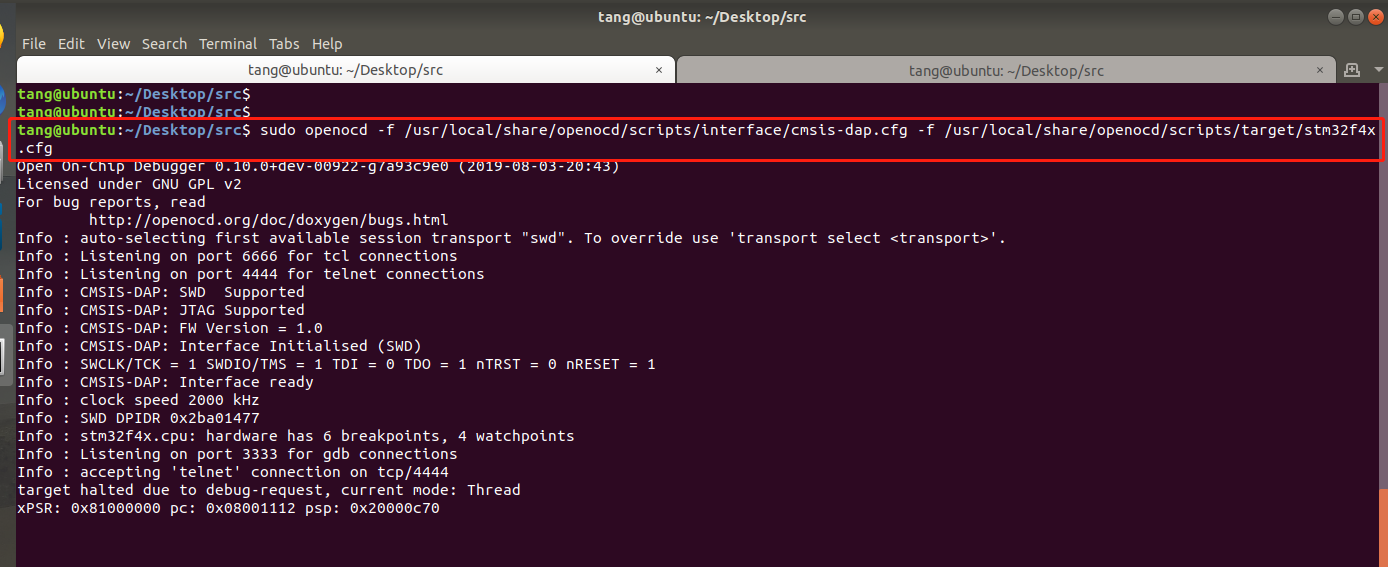 tang@ubuntu: ~/Desktop/src
File Edit View Search Terminal Tabs Help
tang@ubuntu: ~/Desktop/src × tang@ubuntu: ~/Desktop/src ×
tang@ubuntu:~/Desktop/src$
tang@ubuntu:~/Desktop/src$
tang@ubuntu:~/Desktop/src$ sudo openocd -f /usr/local/share/openocd/scripts/interface/cmsis-dap.cfg -f /usr/local/share/openocd/scripts/target/stm32f4x
.cfg
Open On-Chip Debugger 0.10.0+dev-00922-g7a93c9e0 (2019-08-03-20:43)
Licensed under GNU GPL v2
For bug reports, read
        http://openocd.org/doc/doxygen/bugs.html
Info : auto-selecting first available session transport "swd". To override use 'transport select <transport>'.
Info : Listening on port 6666 for tcl connections
Info : Listening on port 4444 for telnet connections
Info : CMSIS-DAP: SWD  Supported
Info : CMSIS-DAP: JTAG Supported
Info : CMSIS-DAP: FW Version = 1.0
Info : CMSIS-DAP: Interface Initialised (SWD)
Info : SWCLK/TCK = 1 SWDIO/TMS = 1 TDI = 0 TDO = 1 nTRST = 0 nRESET = 1
Info : CMSIS-DAP: Interface ready
Info : clock speed 2000 kHz
Info : SWD DPIDR 0x2ba01477
Info : stm32f4x.cpu: hardware has 6 breakpoints, 4 watchpoints
Info : Listening on port 3333 for gdb connections
Info : accepting 'telnet' connection on tcp/4444
target halted due to debug-request, current mode: Thread
xPSR: 0x81000000 pc: 0x08001112 psp: 0x20000c70